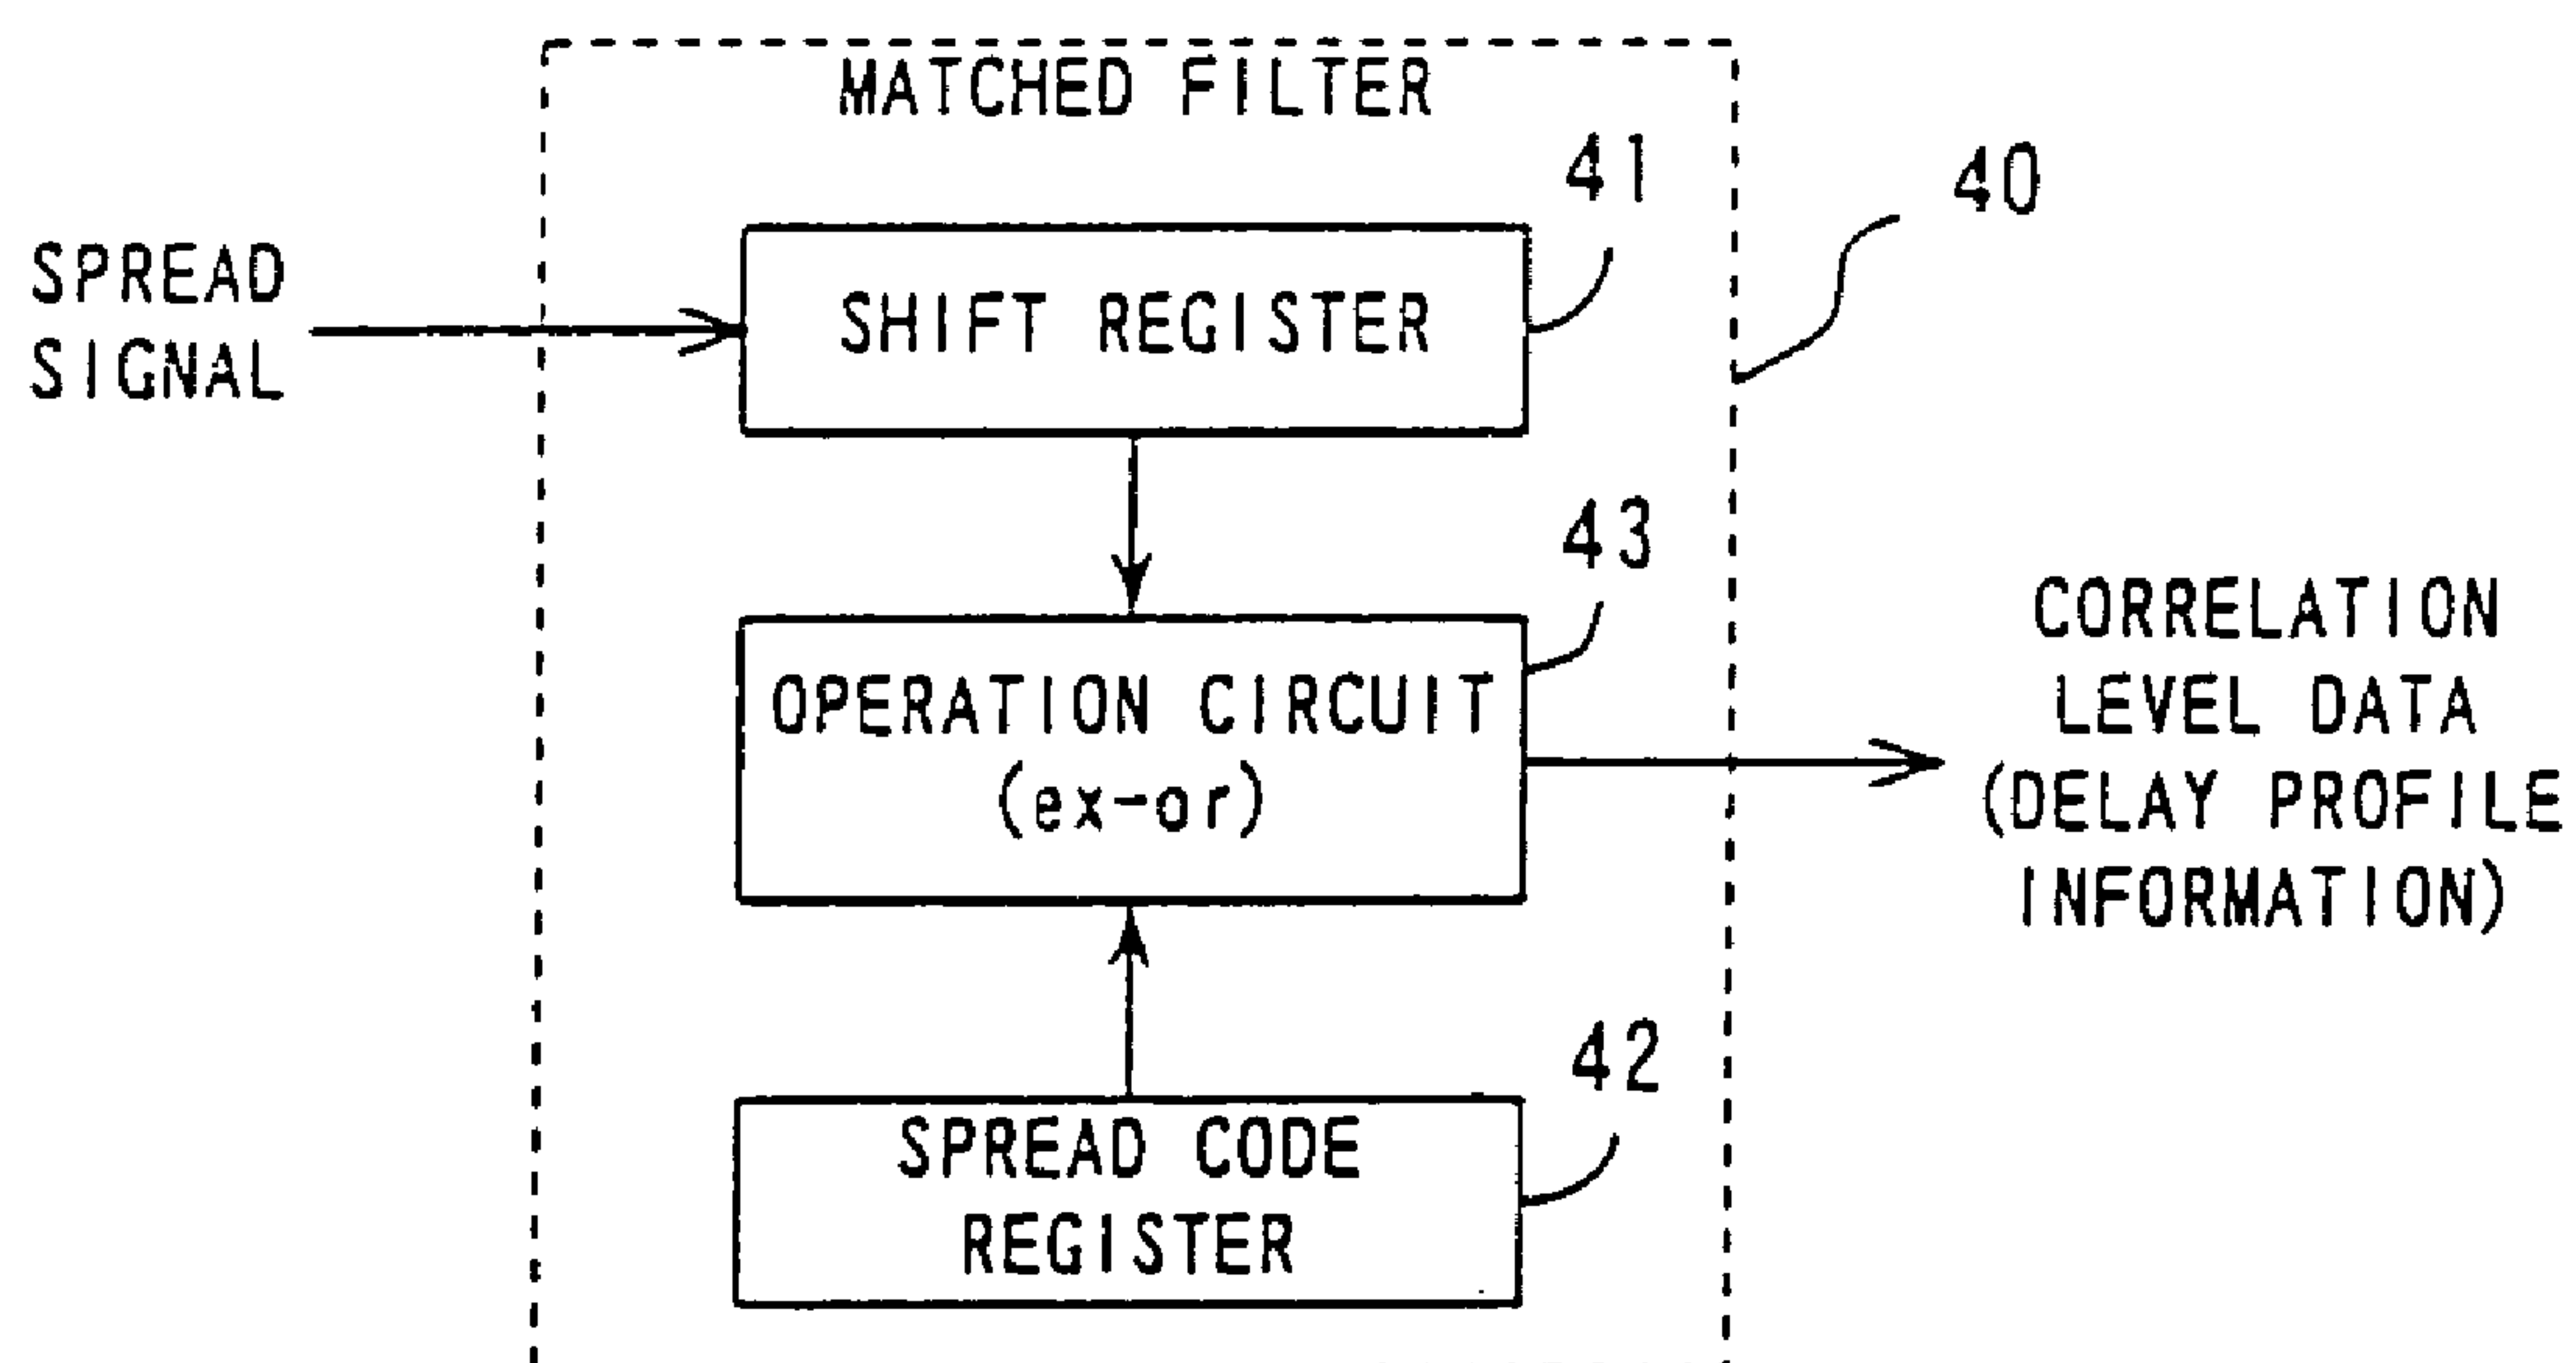 MATCHED FILTER
41
40
SPREAD
SIGNAL
SHIFT REGISTER
43
OPERATION CIRCUIT
(ex-or)
CORRELATION
LEVEL DATA
(DELAY PROFILE
INFORMATION)
42
SPREAD CODE
REGISTER